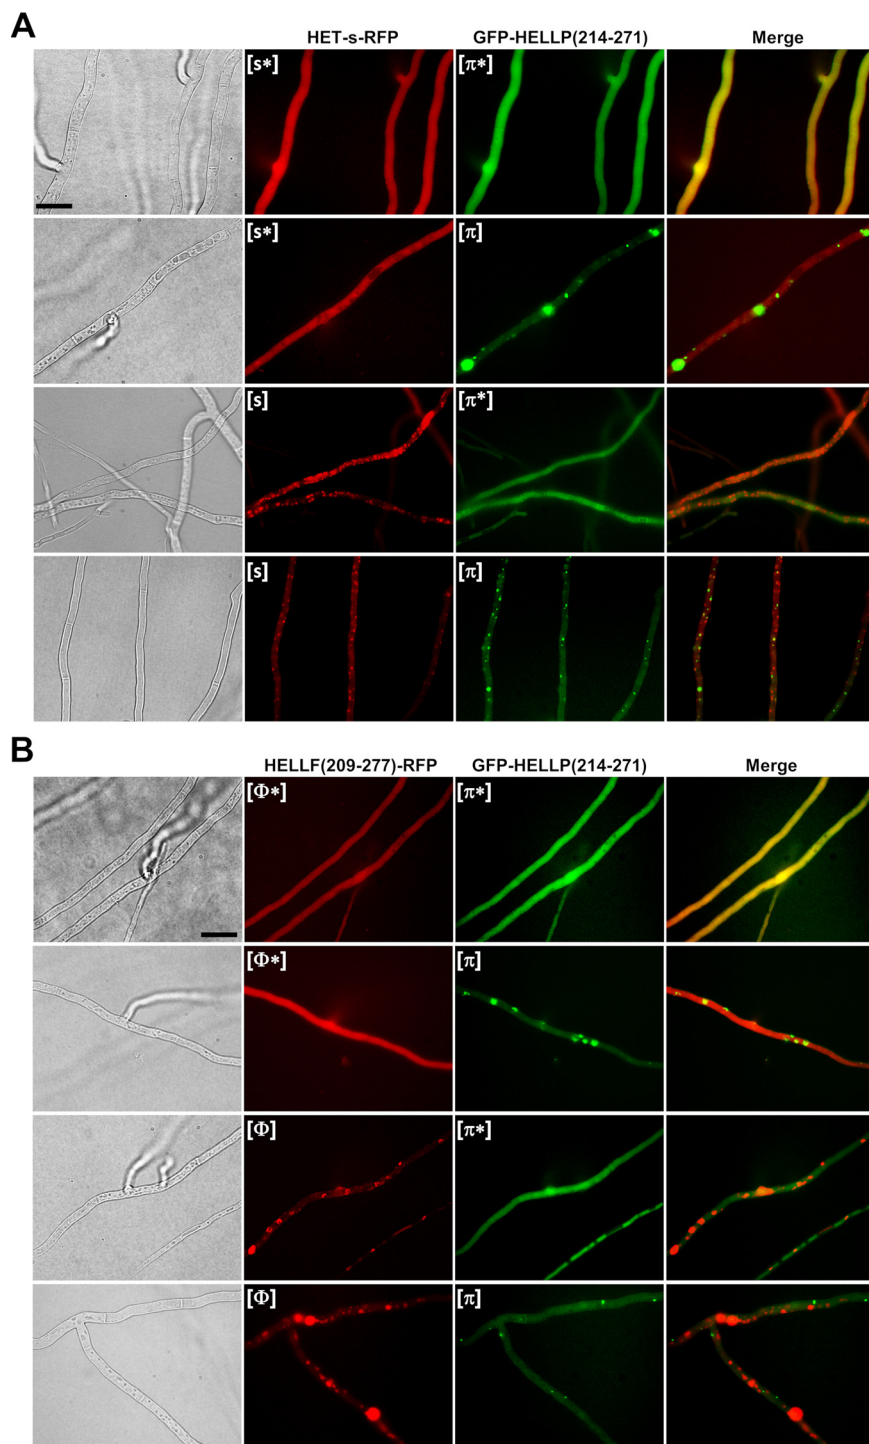 A
HET-s-RFP GFP-HELLP(214-271) Merge
[s*] [π*]
[s*] [π]
[s] [π*]
[s] [π]
B
HELLF(209-277)-RFP GFP-HELLP(214-271) Merge
[Φ*] [π*]
[Φ*] [π]
[Φ] [π*]
[Φ] [π]